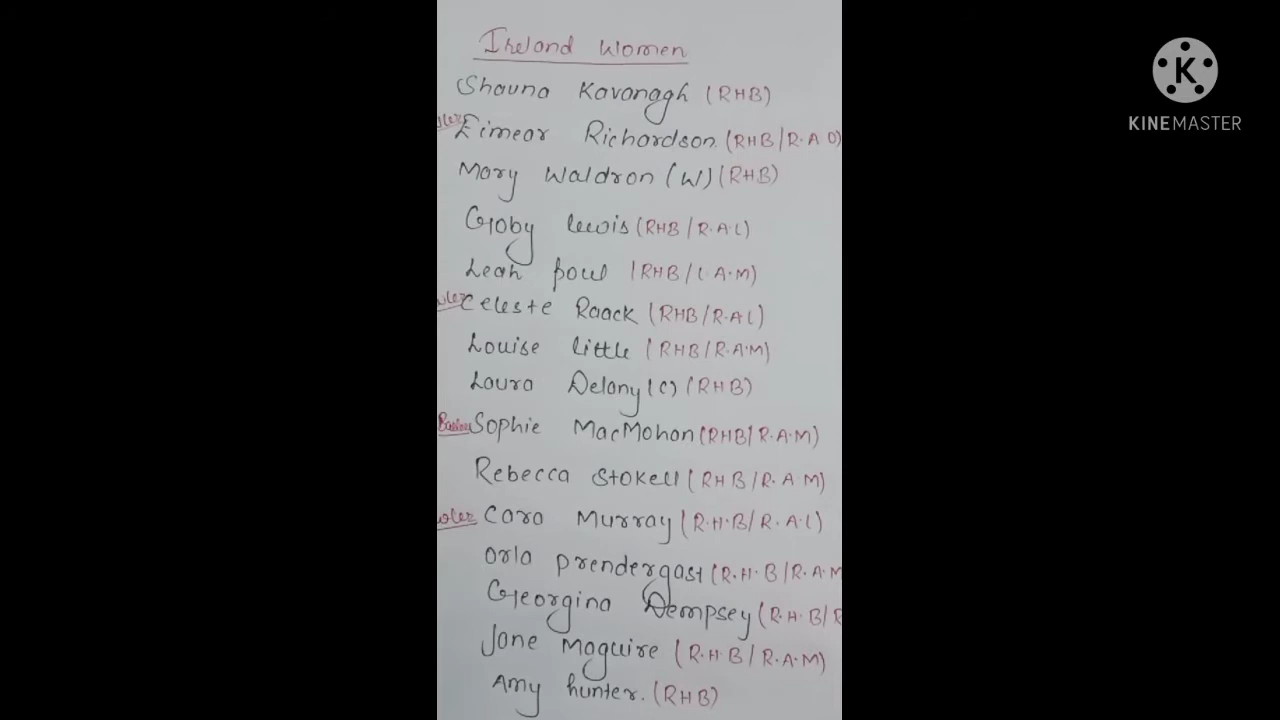 Ireland Women
Shauna Kavanagh (RHB)
Eimear Richardson (RHB/R.A.O)
Mary Waldron (W) (RHB)
Gaby lewis (RHB/R.A.L)
Leah poul (RHB/L.A.M)
Celeste Raack (RHB/R.A.L)
Louise little (RHB/R.A.M)
Laura Delany (C) (RHB)
Sophie MacMohan (RHB/R.A.M)
Rebecca Stokell (RHB/R.A.M)
Cara Murray (R.H.B/R.A.L)
Orla prendergast (R.H.B/R.A.M
Georgina Dempsey (R.H.B/R
Jane Maguire (R.H.B/R.A.M)
Amy hunter. (RHB)
K
KINEMASTER